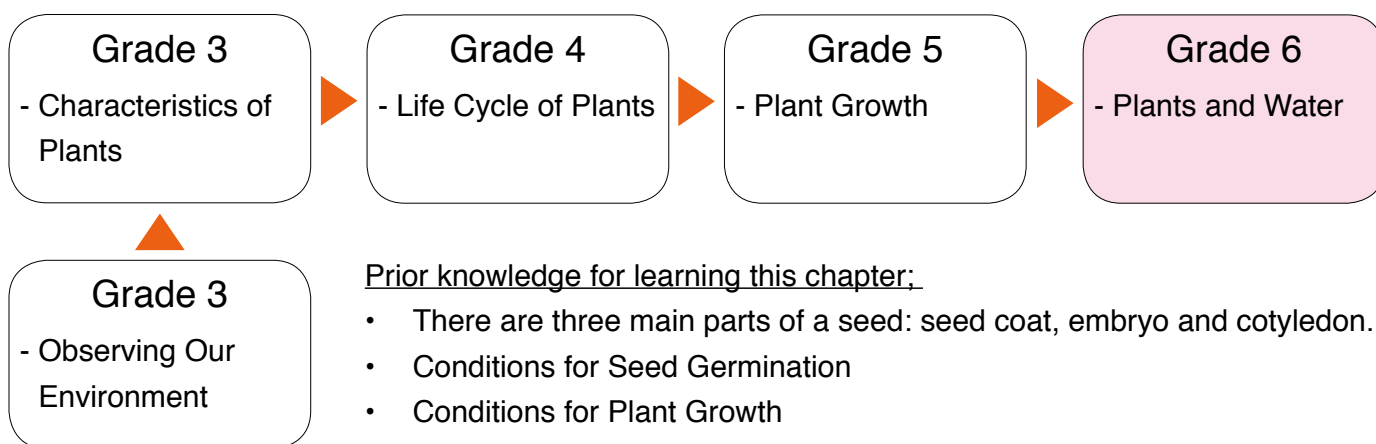 Grade 3
- Characteristics of
Plants
Grade 4
- Life Cycle of Plants
Grade 5
- Plant Growth
Grade 6
- Plants and Water
Grade 3
- Observing Our
Environment
Prior knowledge for learning this chapter;
• There are three main parts of a seed: seed coat, embryo and cotyledon.
• Conditions for Seed Germination
• Conditions for Plant Growth